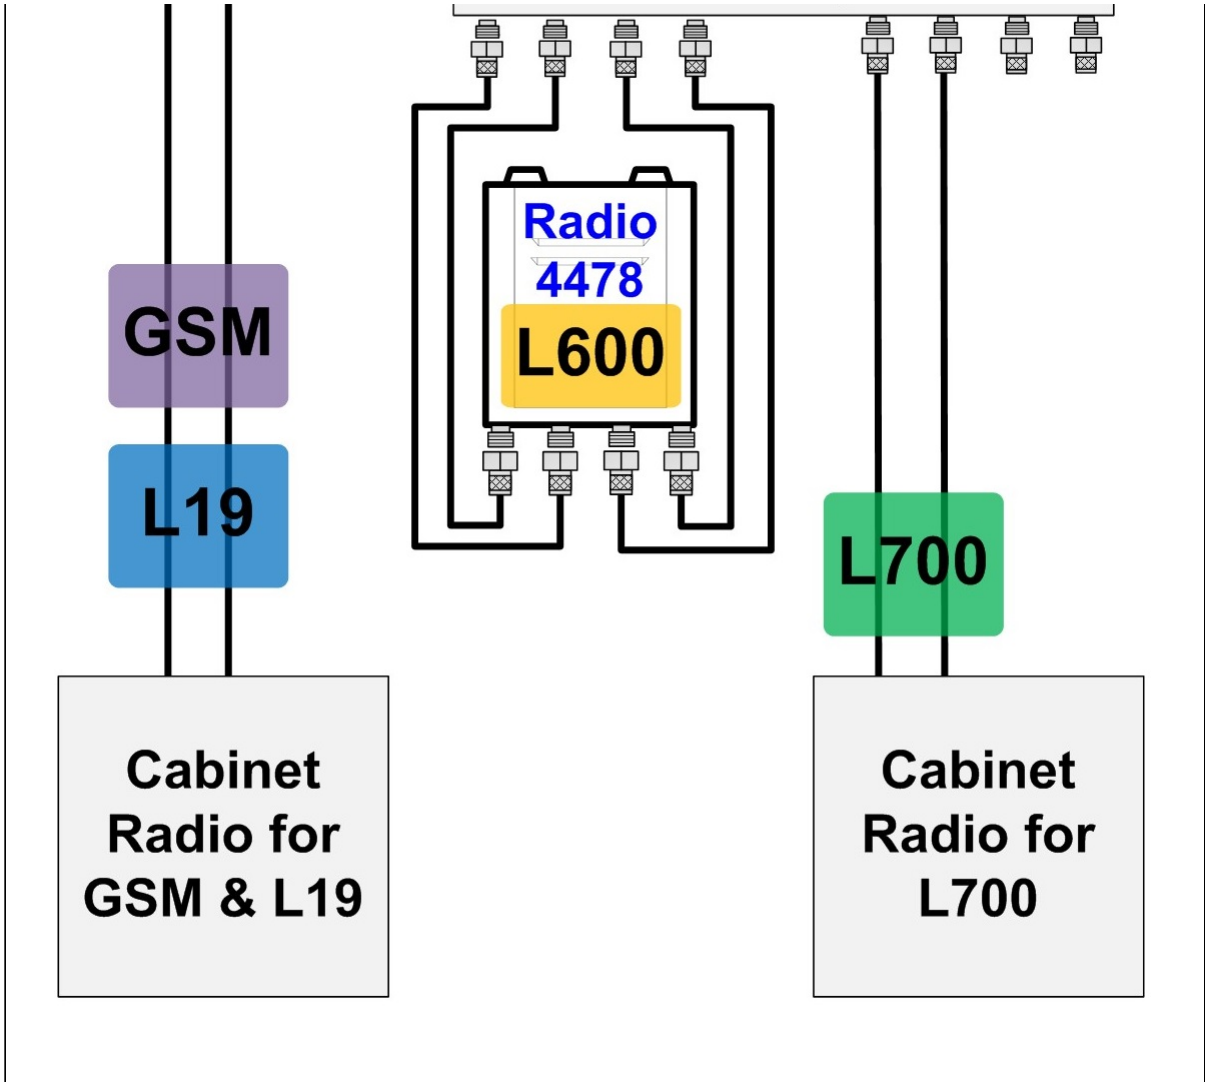 Radio
4478
L600
GSM
L19
L700
Cabinet
Radio for
GSM & L19
Cabinet
Radio for
L700